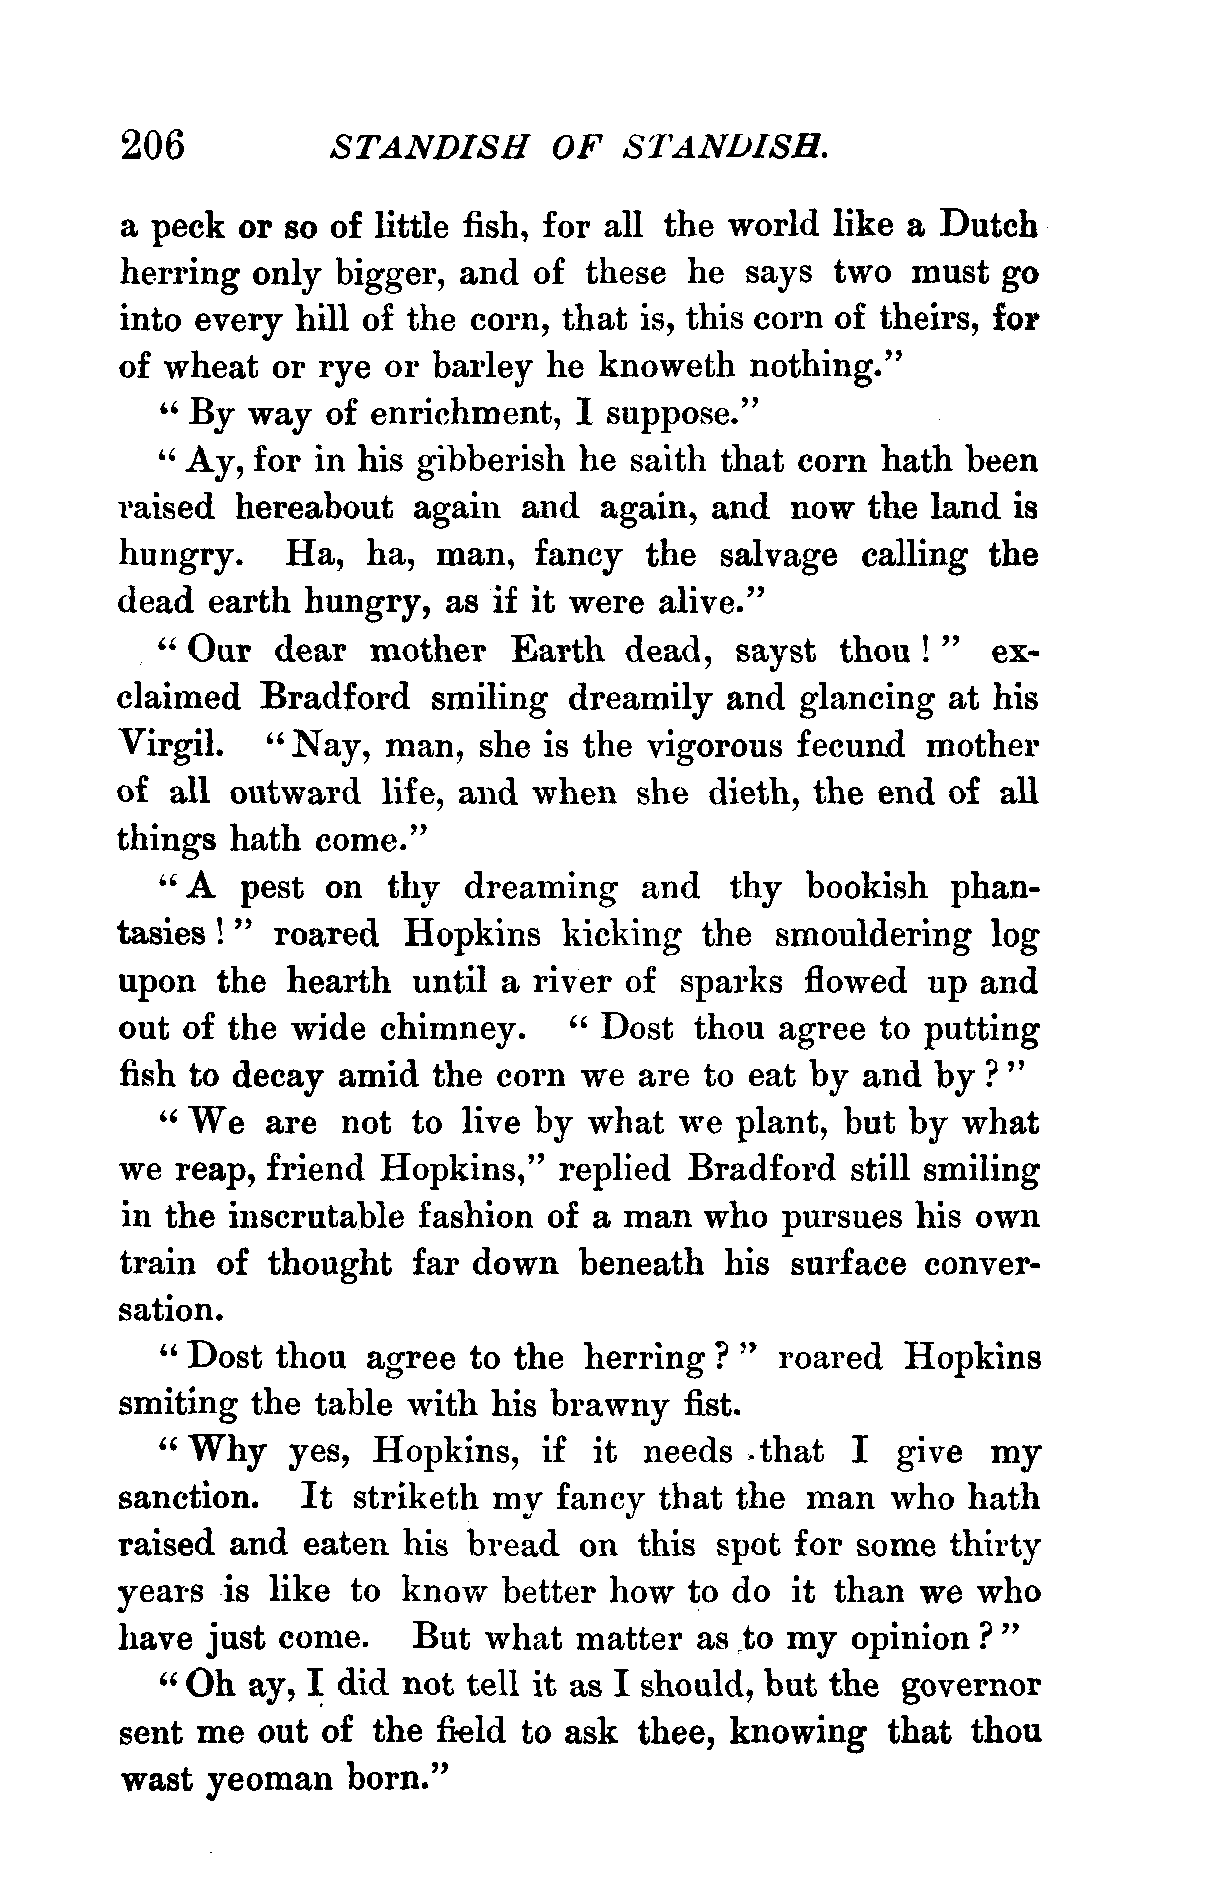 206 STANDISH OF STANDISH.
a peck or so of little fish, for all the world like a Dutch
herring only bigger, and of these he says two must go
into every hill of the corn, that is, this corn of theirs, for
of wheat or rye or barley he knoweth nothing."
"By way of enrichment, I suppose."
"Ay, for in his gibberish he saith that corn hath been
raised hereabout again and again, and now the land is
hungry. Ha, ha, man, fancy the salvage calling the
dead earth hungry, as if it were alive."
"Our dear mother Earth dead, sayst thou!" ex-
claimed Bradford smiling dreamily and glancing at his
Virgil. "Nay, man, she is the vigorous fecund mother
of all outward life, and when she dieth, the end of all
things hath come."
"A pest on thy dreaming and thy bookish phan-
tasies!" roared Hopkins kicking the smouldering log
upon the hearth until a river of sparks flowed up and
out of the wide chimney. "Dost thou agree to putting
fish to decay amid the corn we are to eat by and by?"
"We are not to live by what we plant, but by what
we reap, friend Hopkins," replied Bradford still smiling
in the inscrutable fashion of a man who pursues his own
train of thought far down beneath his surface conver-
sation.
"Dost thou agree to the herring?" roared Hopkins
smiting the table with his brawny fist.
"Why yes, Hopkins, if it needs that I give my
sanction. It striketh my fancy that the man who hath
raised and eaten his bread on this spot for some thirty
years is like to know better how to do it than we who
have just come. But what matter as to my opinion?"
"Oh ay, I did not tell it as I should, but the governor
sent me out of the field to ask thee, knowing that thou
wast yeoman born."